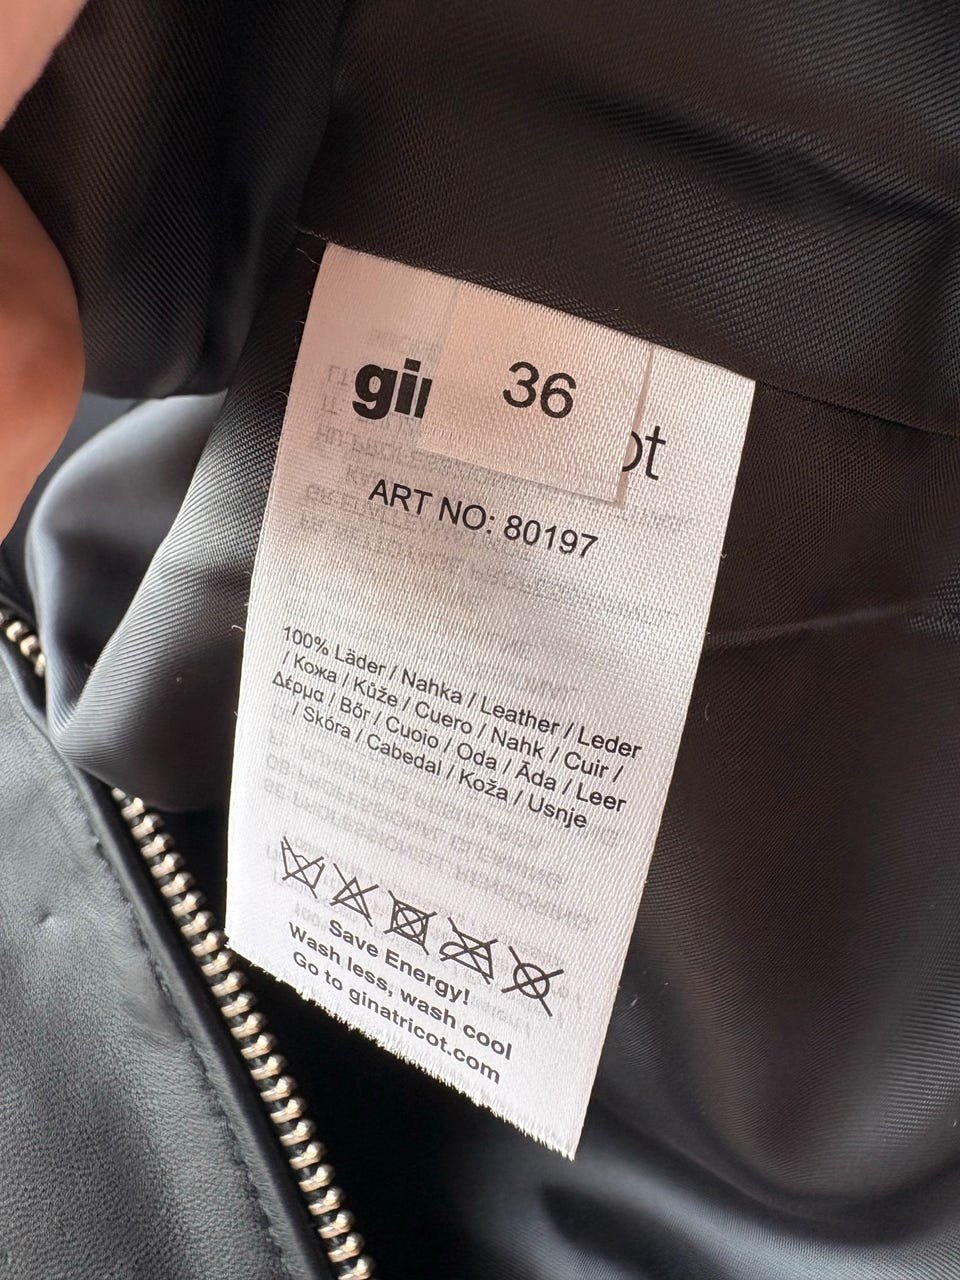 36
gin
ot
ART NO: 80197
100% Läder / Nahka / Leather / Leder
/ Кожа / Kůže / Cuero / Nahk / Cuir /
Δέρμα / Bőr / Cuoio / Oda / Āda / Leer
/ Skóra / Cabedal / Koža / Usnje
Save Energy!
Wash less, wash cool
Go to ginatricot.com